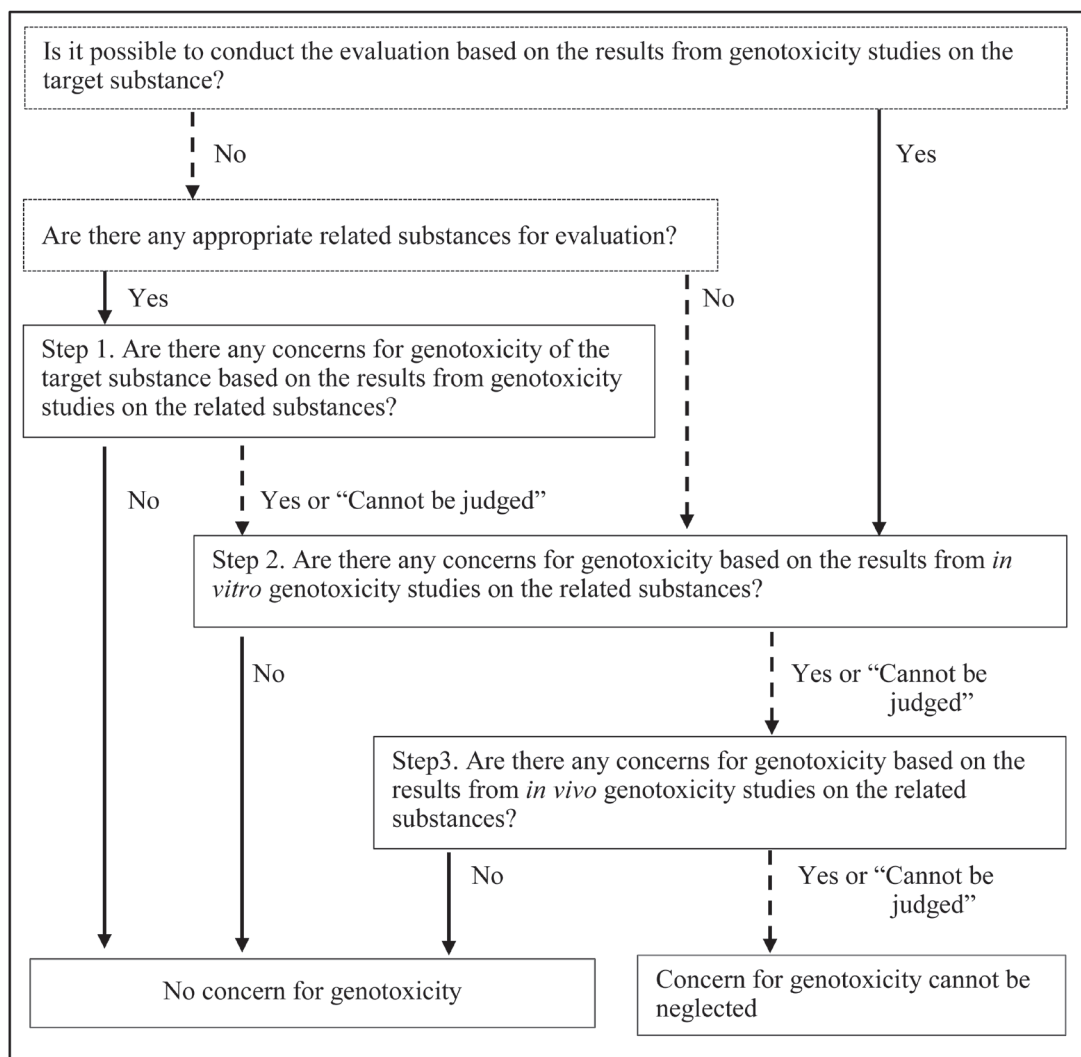 Is it possible to conduct the evaluation based on the results from genotoxicity studies on the
target substance?
No
Yes
Are there any appropriate related substances for evaluation?
Yes
No
Step 1. Are there any concerns for genotoxicity of the
target substance based on the results from genotoxicity
studies on the related substances?
No
Yes or “Cannot be judged”
Step 2. Are there any concerns for genotoxicity based on the results from in
vitro genotoxicity studies on the related substances?
No
Yes or “Cannot be
judged”
Step3. Are there any concerns for genotoxicity based on the
results from in vivo genotoxicity studies on the related
substances?
No
Yes or “Cannot be
judged”
No concern for genotoxicity
Concern for genotoxicity cannot be
neglected